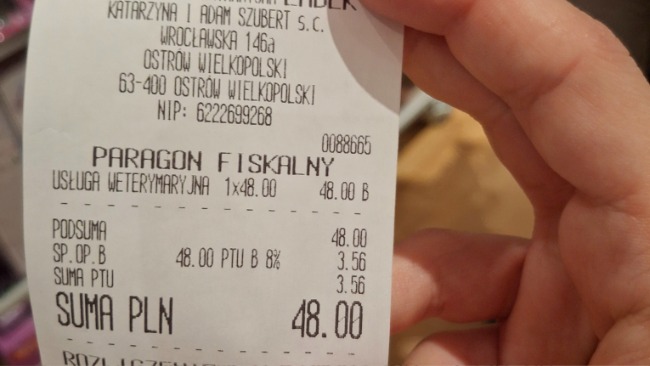 KATARZYNA I ADAM SZUBERT s.c.
WROCŁAWSKA 146a
OSTRÓW WIELKOPOLSKI
63-400 OSTRÓW WIELKOPOLSKI
NIP: 6222699268
0088665
PARAGON FISKALNY
USŁUGA WETERYMARYJNA 1x48.00 48.00 B
PODSUMA 48.00
SP.OP.B 48.00 PTU B 8% 3.56
SUMA PTU 3.56
SUMA PLN 48.00